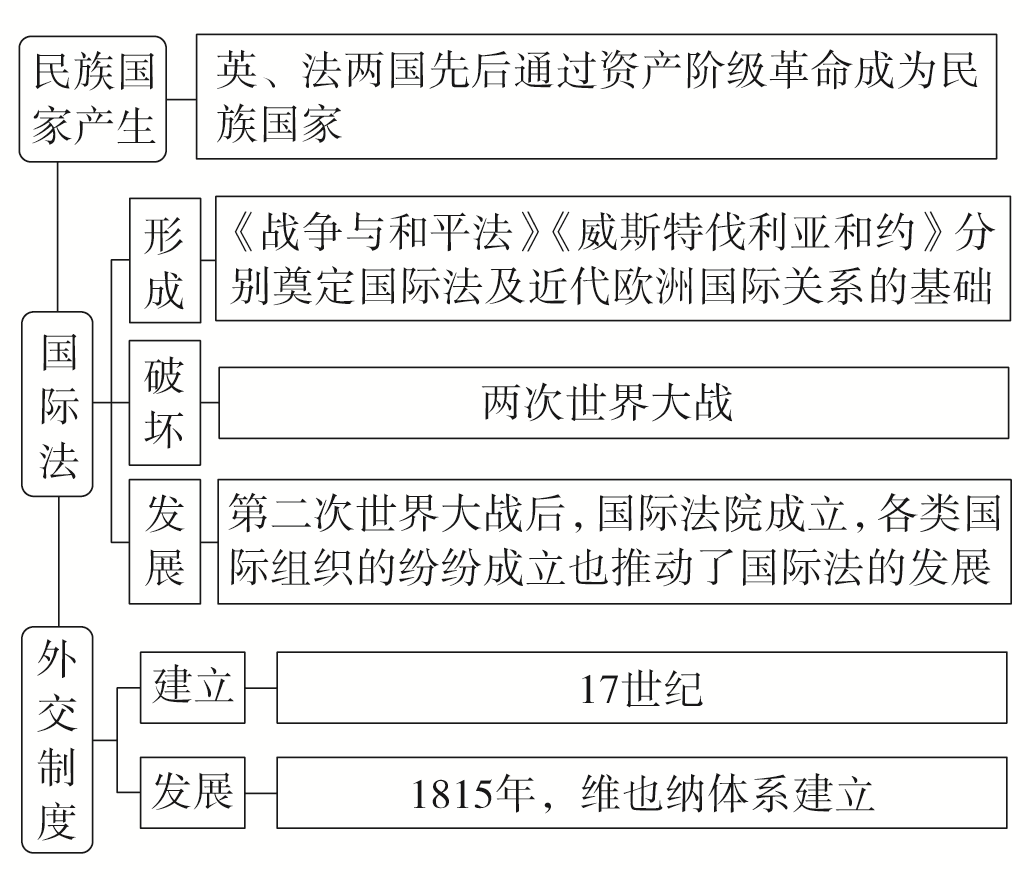 民族国
家产生
英、法两国先后通过资产阶级革命成为民
族国家
国际法
形成
《战争与和平法》《威斯特伐利亚和约》分
别奠定国际法及近代欧洲国际关系的基础
破坏
两次世界大战
发展
第二次世界大战后,国际法院成立,各类国
际组织的纷纷成立也推动了国际法的发展
外交制度
建立
17世纪
发展
1815年，维也纳体系建立